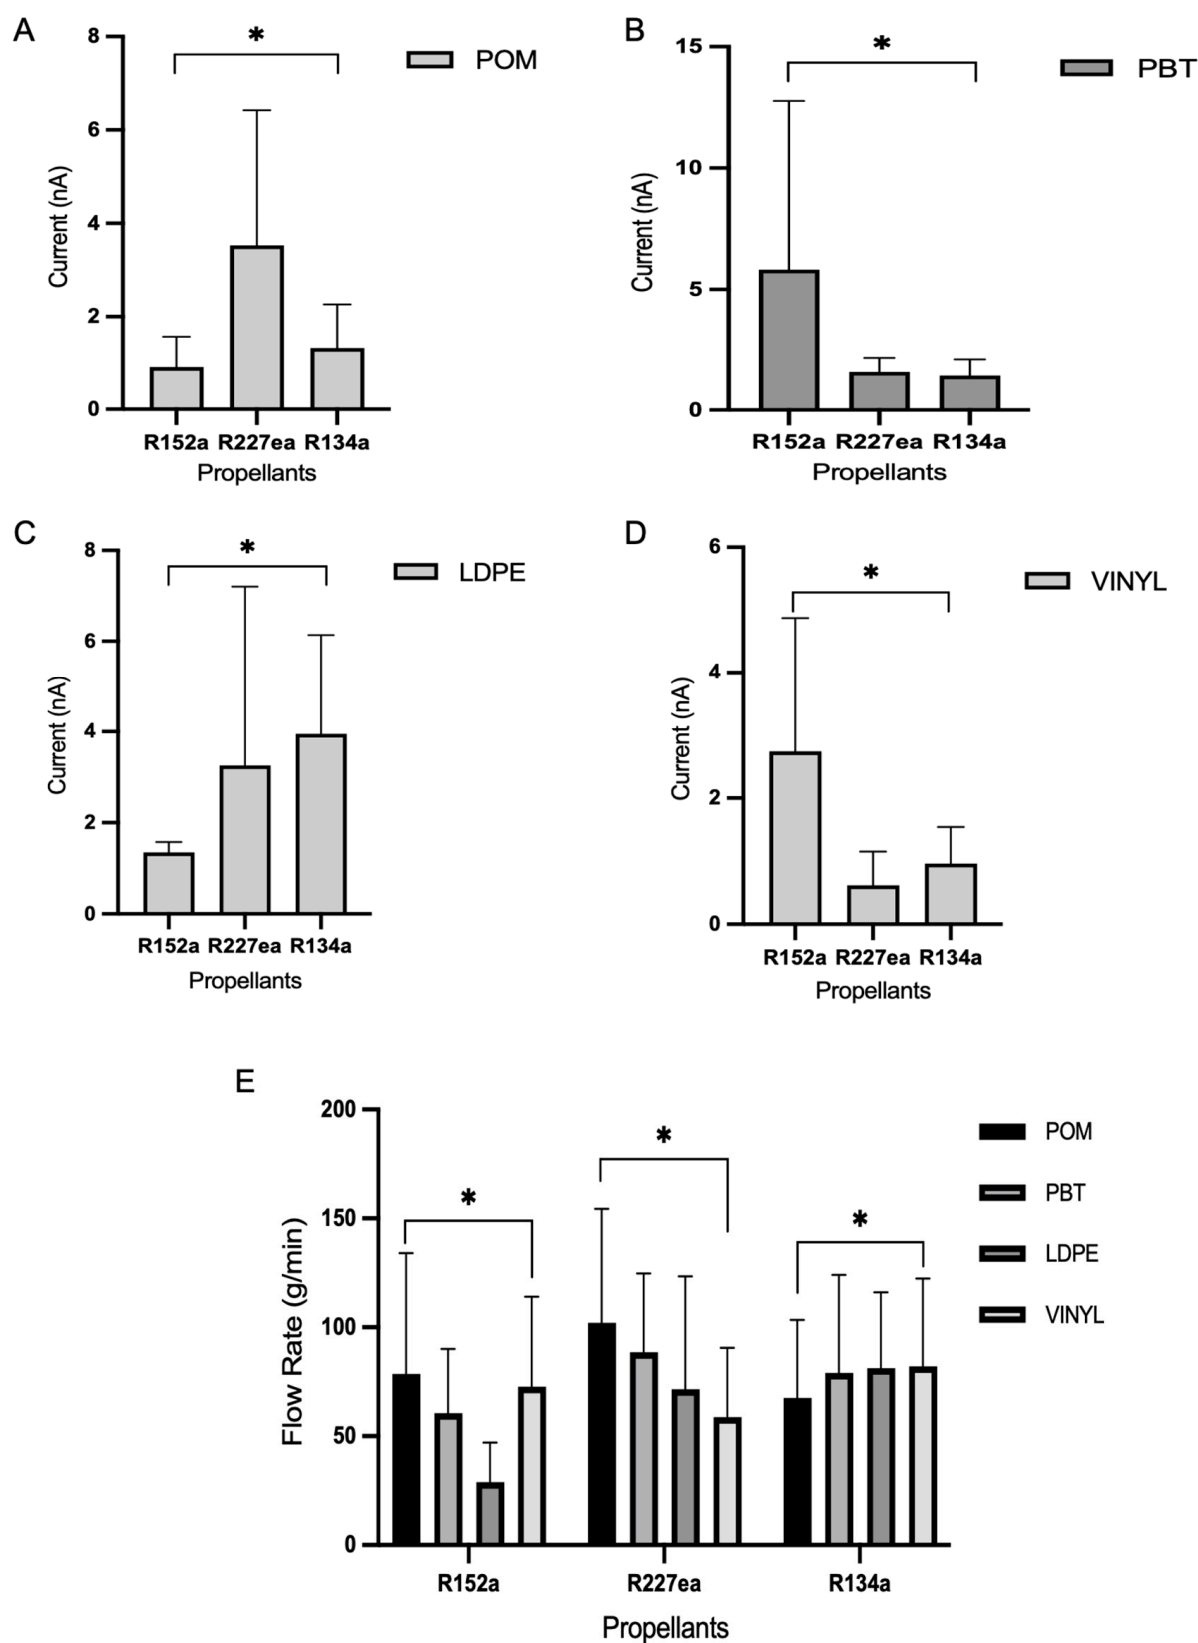 A
*
POM
8
6
4
2
0
Current (nA)
R152a R227ea R134a
Propellants
B
*
PBT
15
10
5
0
Current (nA)
R152a R227ea R134a
Propellants
C
*
LDPE
8
6
4
2
0
Current (nA)
R152a R227ea R134a
Propellants
D
*
VINYL
6
4
2
0
Current (nA)
R152a R227ea R134a
Propellants
E
200
150
100
50
0
Flow Rate (g/min)
*
*
*
POM
PBT
LDPE
VINYL
R152a R227ea R134a
Propellants